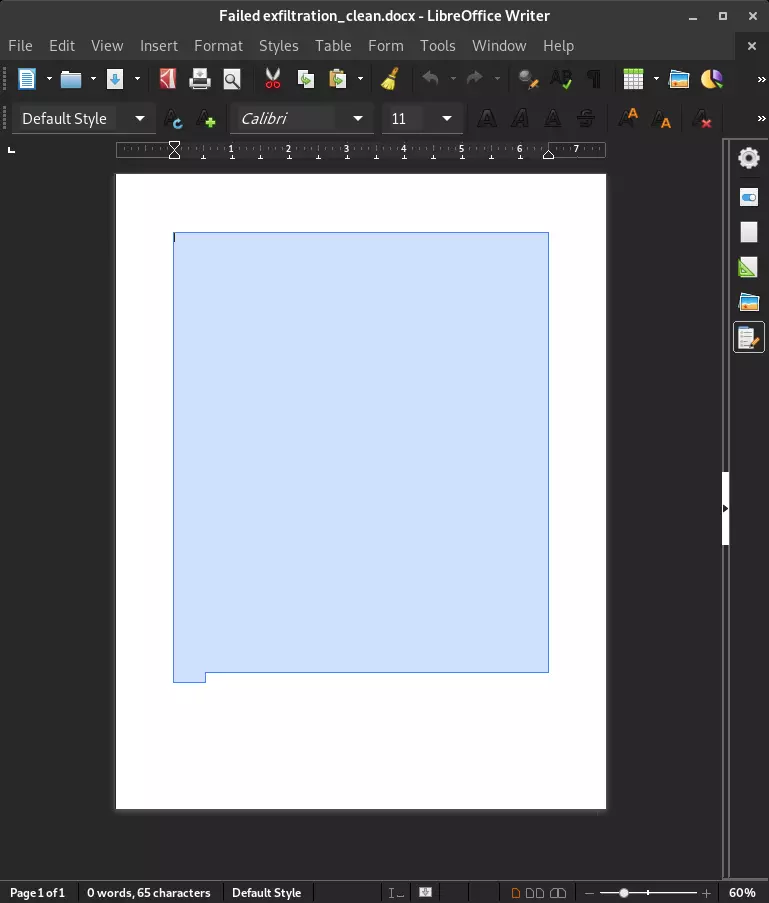 Failed exfiltration_clean.docx - LibreOffice Writer
File Edit View Insert Format Styles Table Form Tools Window Help
Default Style Calibri 11
1 2 3 4 5 6 7
Page 1 of 1 0 words, 65 characters Default Style 60%